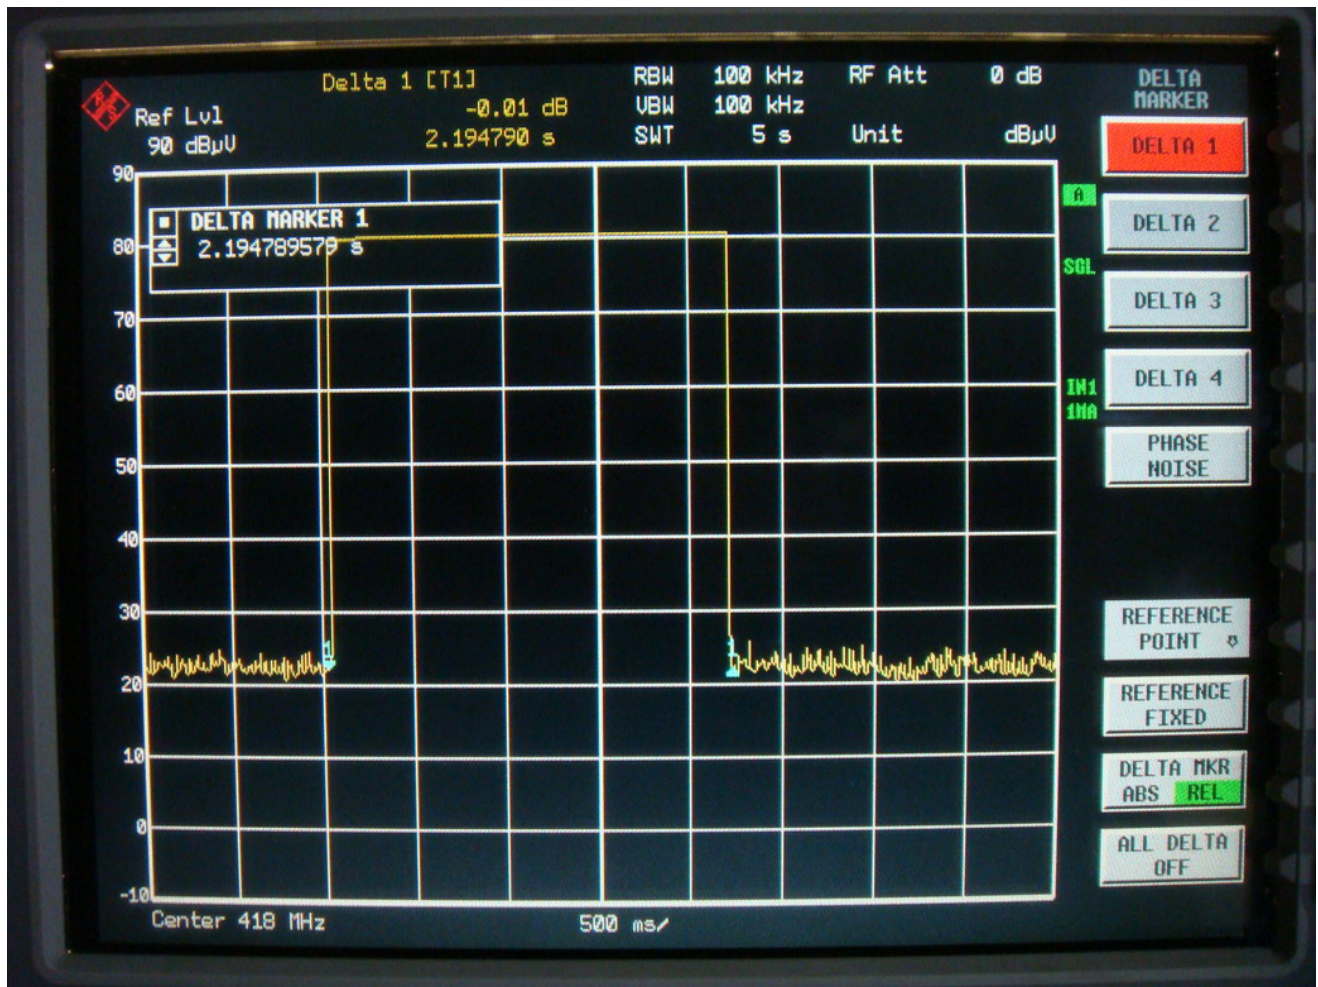 R S
Delta 1 [T1]
Ref Lvl -0.01 dB
90 dBµV 2.194790 s
RBW 100 kHz RF Att 0 dB
VBW 100 kHz
SWT 5 s Unit dBµV
90
80
70
60
50
40
30
20
10
0
-10
DELTA MARKER 1
2.194789579 s
1
1
A
SGL
IN1
1MA
Center 418 MHz 500 ms/
DELTA
MARKER
DELTA 1
DELTA 2
DELTA 3
DELTA 4
PHASE
NOISE
REFERENCE
POINT
REFERENCE
FIXED
DELTA MKR
ABS REL
ALL DELTA
OFF